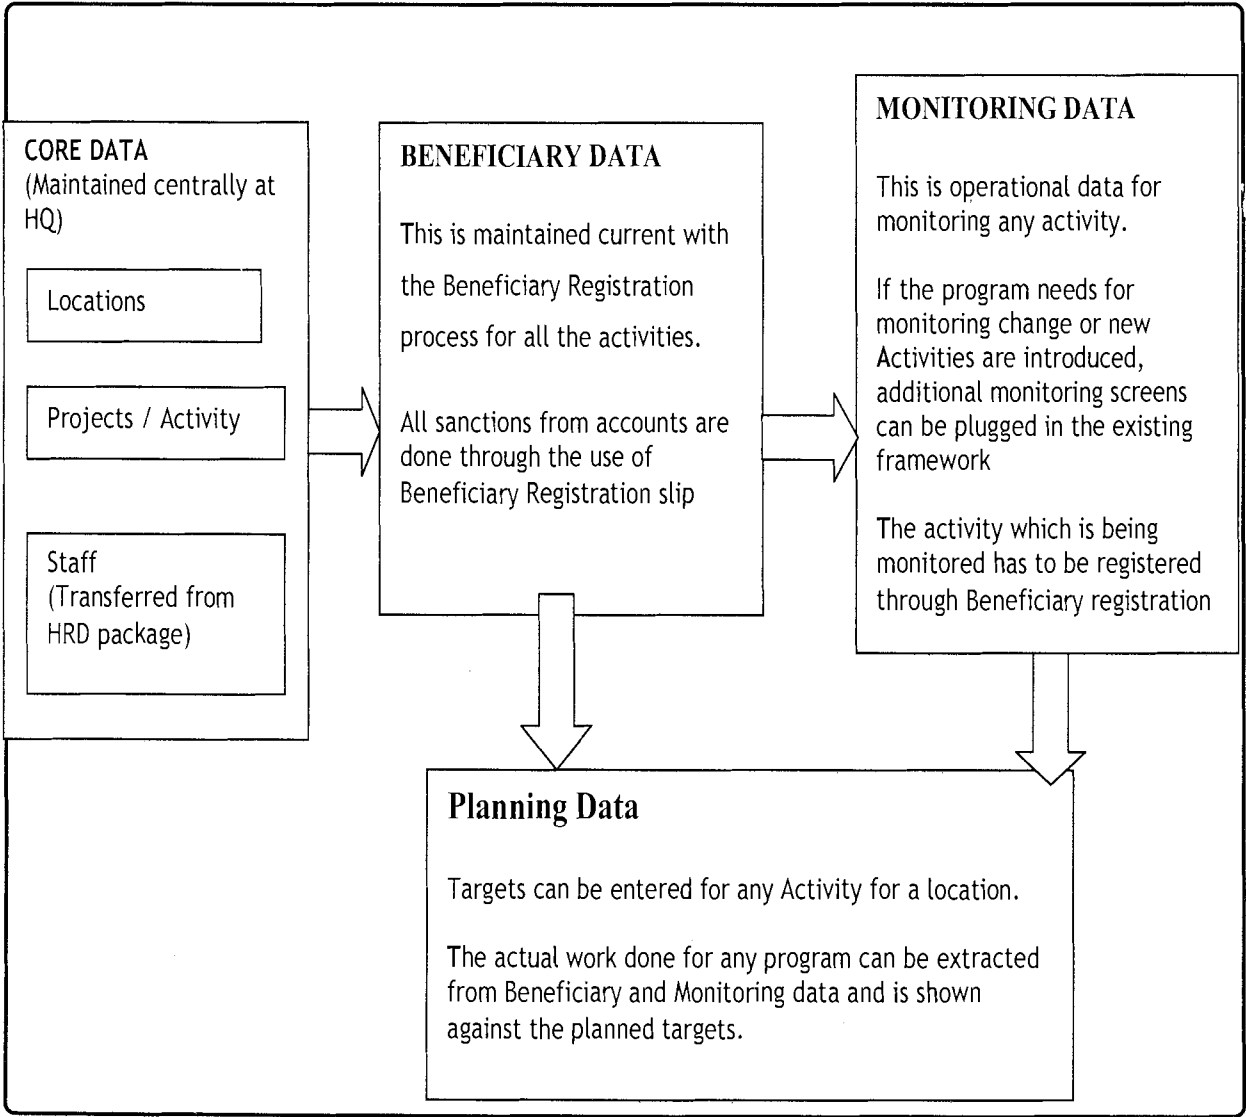 CORE DATA
(Maintained centrally at
HQ)
Locations
Projects / Activity
Staff
(Transferred from
HRD package)
BENEFICIARY DATA
This is maintained current with
the Beneficiary Registration
process for all the activities.
All sanctions from accounts are
done through the use of
Beneficiary Registration slip
MONITORING DATA
This is operational data for
monitoring any activity.
If the program needs for
monitoring change or new
Activities are introduced,
additional monitoring screens
can be plugged in the existing
framework
The activity which is being
monitored has to be registered
through Beneficiary registration
Planning Data
Targets can be entered for any Activity for a location.
The actual work done for any program can be extracted
from Beneficiary and Monitoring data and is shown
against the planned targets.